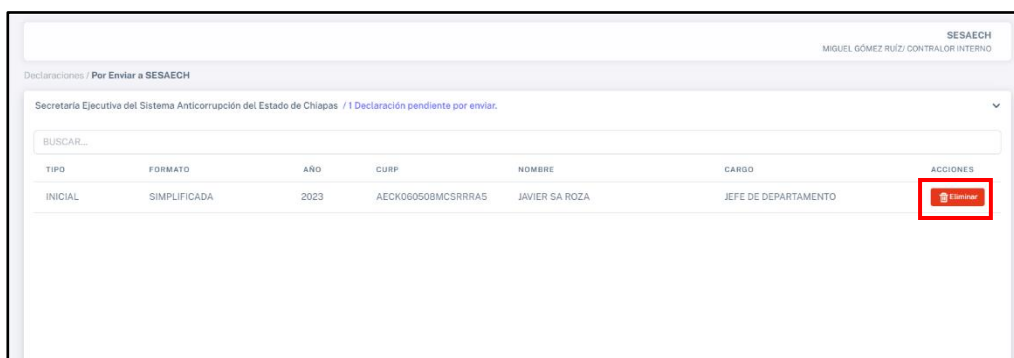 SESAECH
MIGUEL GÓMEZ RUÍZ/ CONTRALOR INTERNO
Declaraciones / Por Enviar a SESAECH
Secretaría Ejecutiva del Sistema Anticorrupción del Estado de Chiapas / 1 Declaración pendiente por enviar.
BUSCAR...
TIPO FORMATO AÑO CURP NOMBRE CARGO ACCIONES
INICIAL SIMPLIFICADA 2023 AECK060508MCSRRRA5 JAVIER SA ROZA JEFE DE DEPARTAMENTO Eliminar